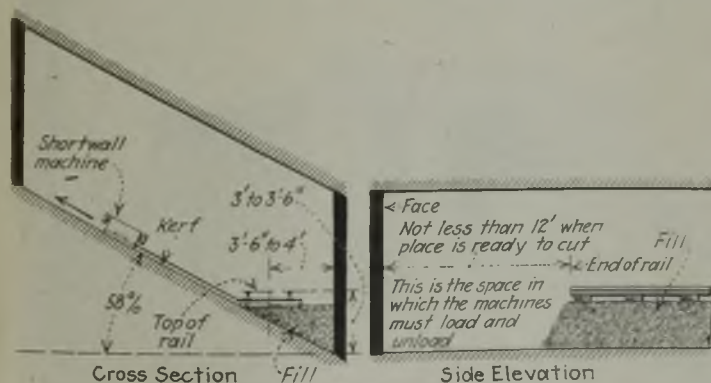 Shortwall
machine
Kerf
3' to 3'-6"
3'-6" to 4'
58%
Top of
rail
Fill
Cross Section
Face
Not less than 12' when
place is ready to cut
Fill
End of rail
This is the space in
which the machines
must load and
unload
Side Elevation